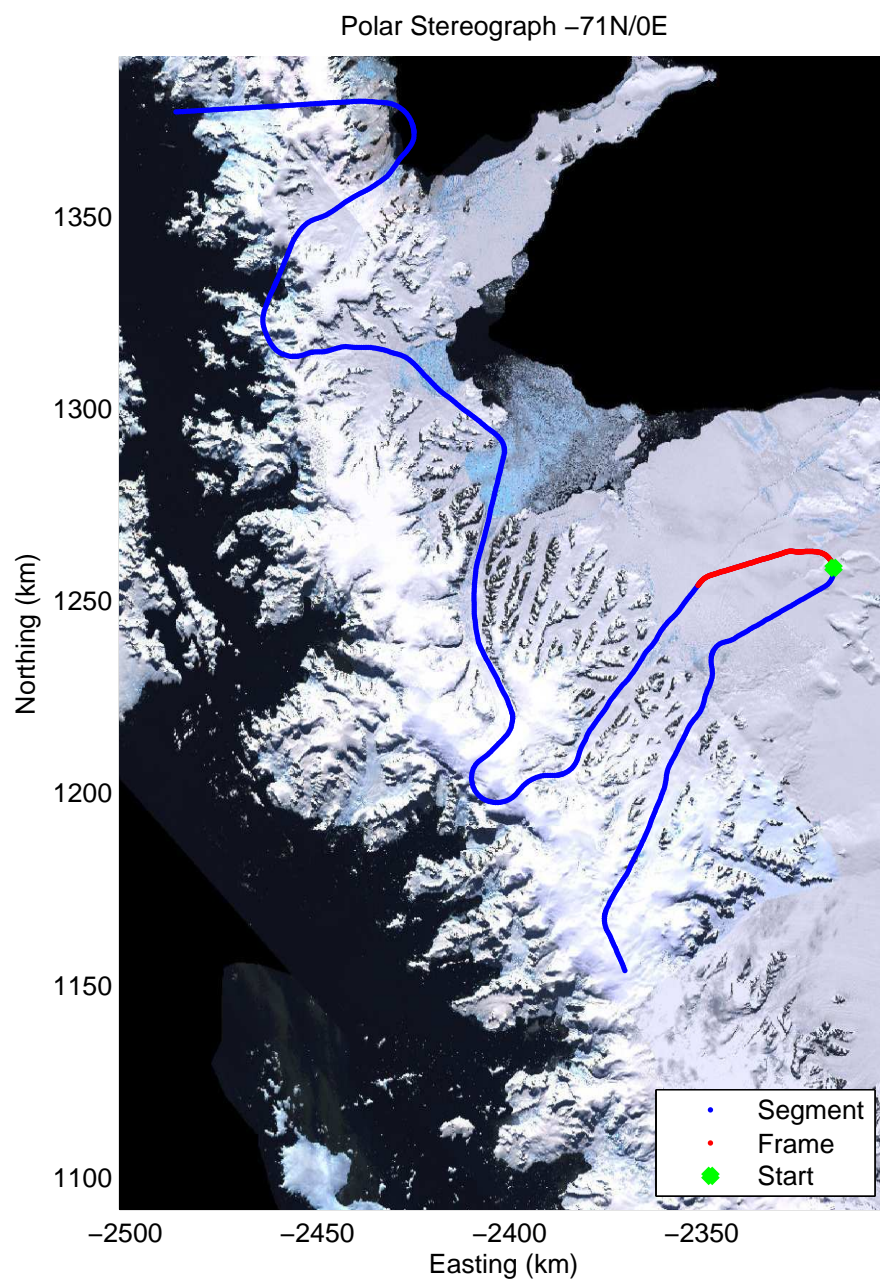 Polar Stereograph −71N/0E
1350
1300
1250
1200
1150
1100
Northing (km)
−2500
−2450
−2400
−2350
Easting (km)
Segment
Frame
Start